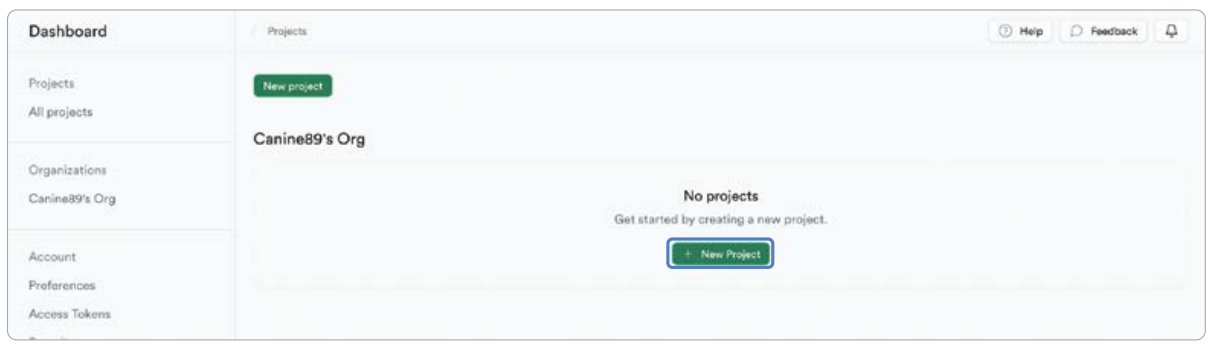 Dashboard
/ Projects
Help
Feedback
Projects
All projects
New project
Canine89's Org
Organizations
Canine89's Org
No projects
Get started by creating a new project.
+ New Project
Account
Preferences
Access Tokens